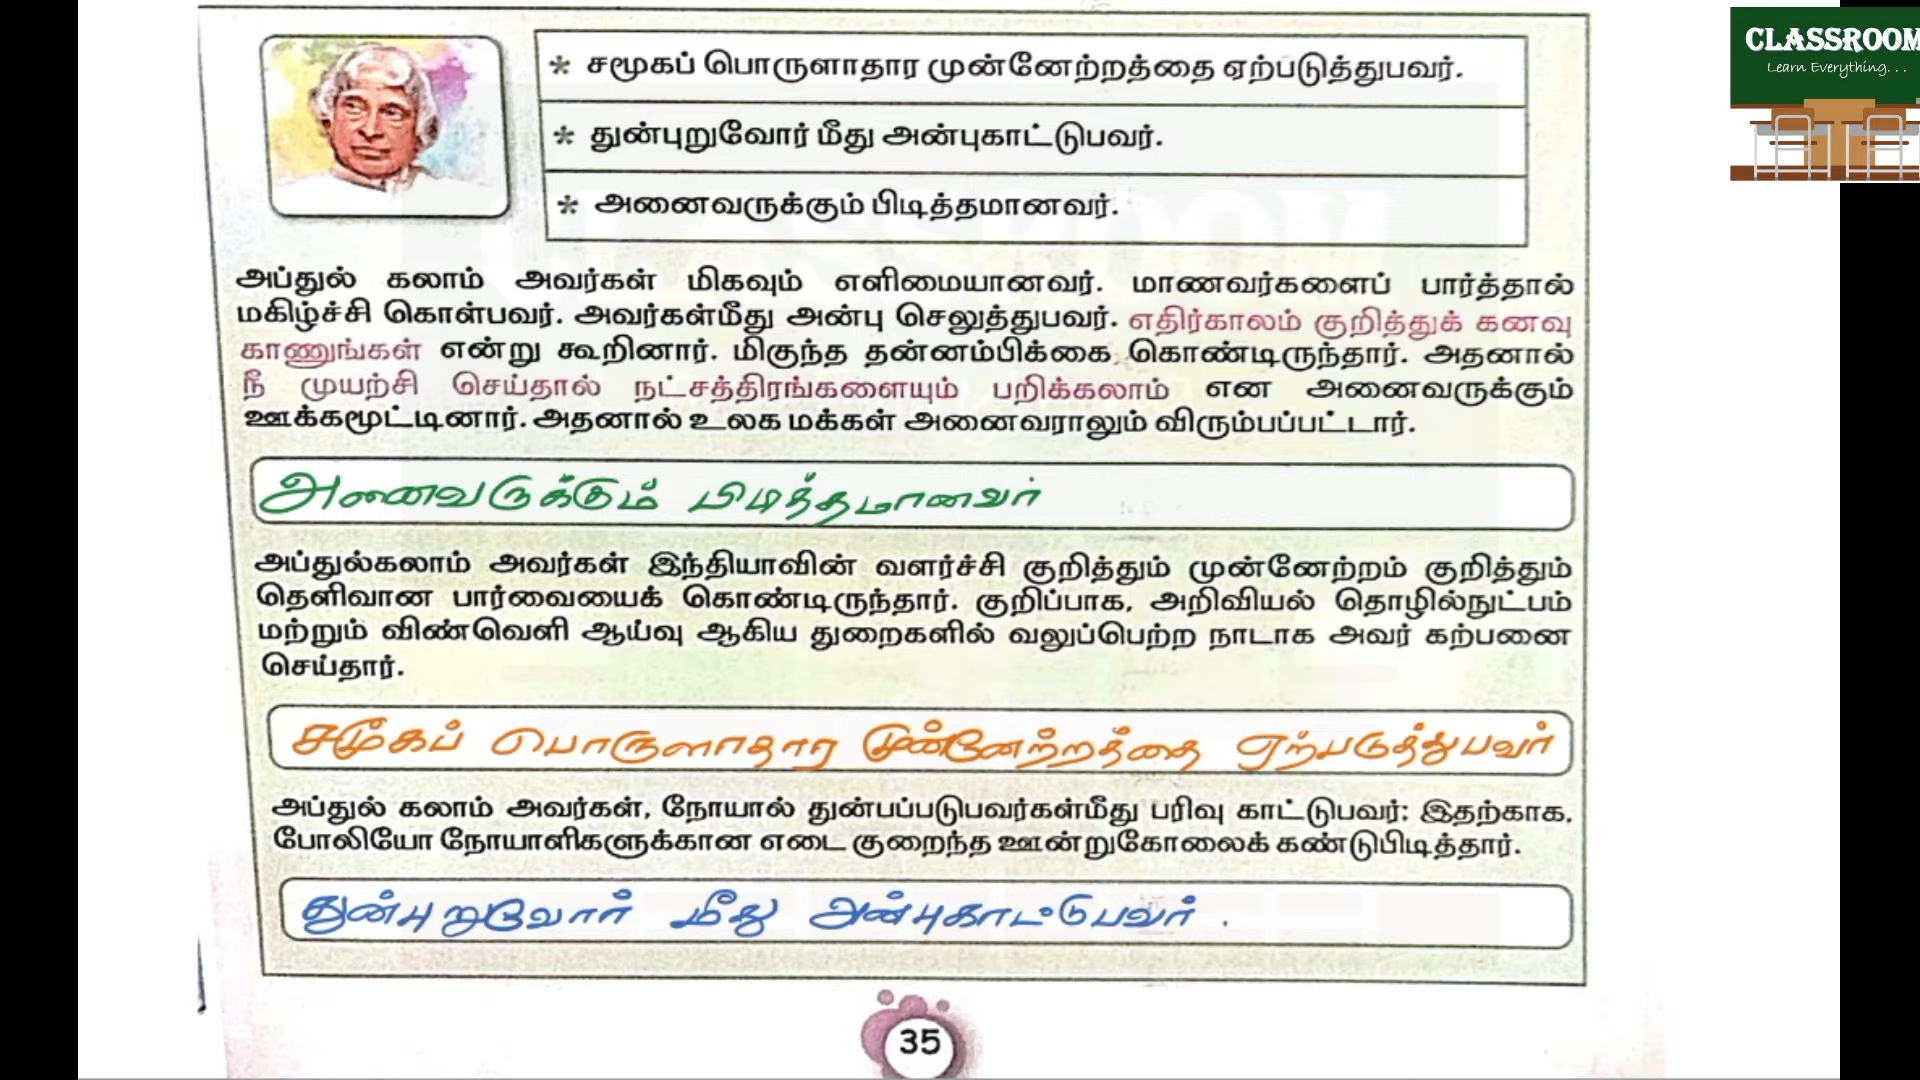 CLASSROOM
Learn Everything. . .
* சமூகப் பொருளாதார முன்னேற்றத்தை ஏற்படுத்துபவர்.
* துன்புறுவோர் மீது அன்புகாட்டுபவர்.
* அனைவருக்கும் பிடித்தமானவர்.
அப்துல் கலாம் அவர்கள் மிகவும் எளிமையானவர். மாணவர்களைப் பார்த்தால்
மகிழ்ச்சி கொள்பவர். அவர்கள்மீது அன்பு செலுத்துபவர். எதிர்காலம் குறித்துக் கனவு
காணுங்கள் என்று கூறினார். மிகுந்த தன்னம்பிக்கை கொண்டிருந்தார். அதனால்
நீ முயற்சி செய்தால் நட்சத்திரங்களையும் பறிக்கலாம் என அனைவருக்கும்
ஊக்கமூட்டினார். அதனால் உலக மக்கள் அனைவராலும் விரும்பப்பட்டார்.
அனைவருக்கும் பிடித்தமானவர்
அப்துல்கலாம் அவர்கள் இந்தியாவின் வளர்ச்சி குறித்தும் முன்னேற்றம் குறித்தும்
தெளிவான பார்வையைக் கொண்டிருந்தார். குறிப்பாக, அறிவியல் தொழில்நுட்பம்
மற்றும் விண்வெளி ஆய்வு ஆகிய துறைகளில் வலுப்பெற்ற நாடாக அவர் கற்பனை
செய்தார்.
சமூகப் பொருளாதார முன்னேற்றத்தை ஏற்படுத்துபவர்
அப்துல் கலாம் அவர்கள், நோயால் துன்பப்படுபவர்கள்மீது பரிவு காட்டுபவர்; இதற்காக,
போலியோ நோயாளிகளுக்கான எடை குறைந்த ஊன்றுகோலைக் கண்டுபிடித்தார்.
துன்புறுவோர் மீது அன்புகாட்டுபவர் .
35